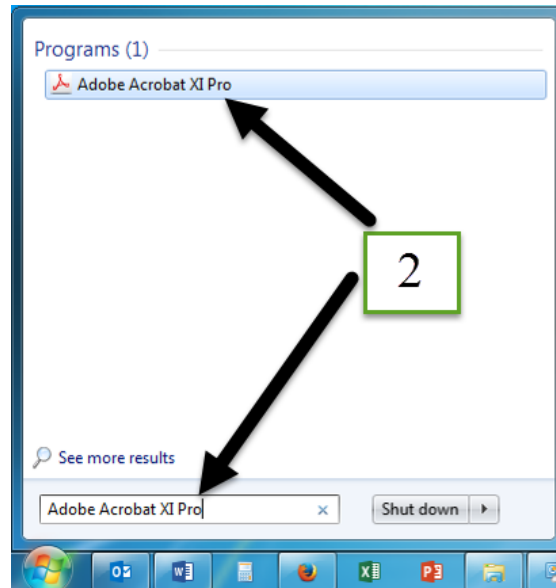 Programs (1)
Adobe Acrobat XI Pro
2
See more results
Adobe Acrobat XI Pro
Shut down